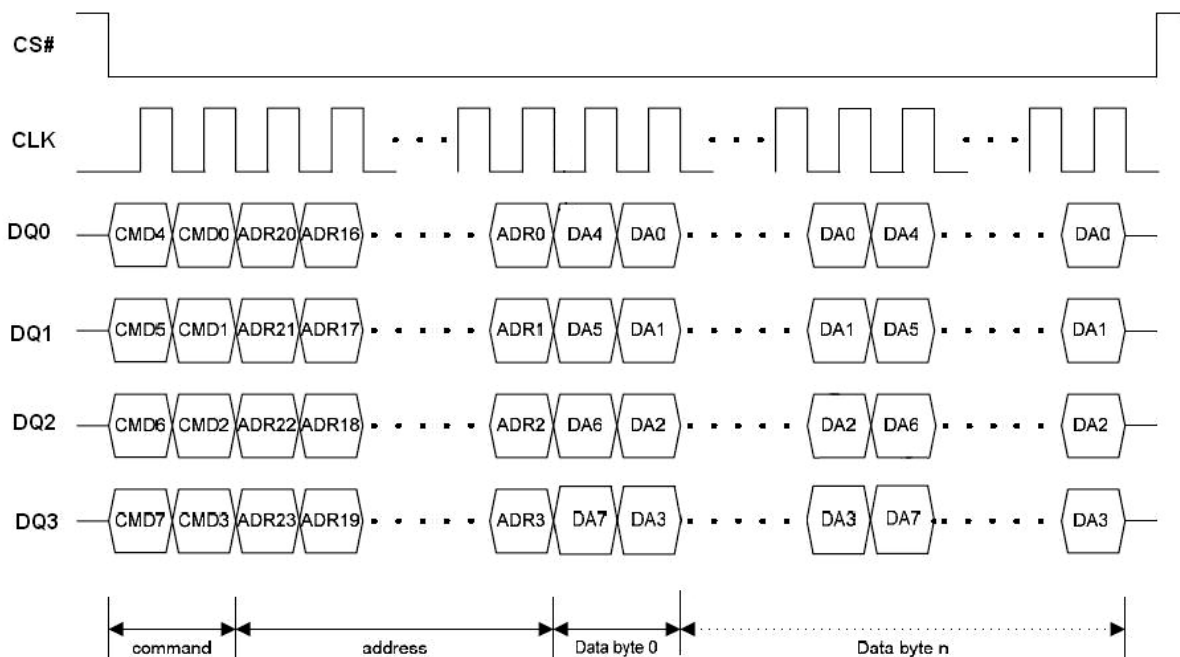 CS#
CLK
DQ0 CMD4 CMD0 ADR20 ADR16 ADR0 DA4 DA0 DA0 DA4 DA0
DQ1 CMD5 CMD1 ADR21 ADR17 ADR1 DA5 DA1 DA1 DA5 DA1
DQ2 CMD6 CMD2 ADR22 ADR18 ADR2 DA6 DA2 DA2 DA6 DA2
DQ3 CMD7 CMD3 ADR23 ADR19 ADR3 DA7 DA3 DA3 DA7 DA3
command address Data byte 0 Data byte n